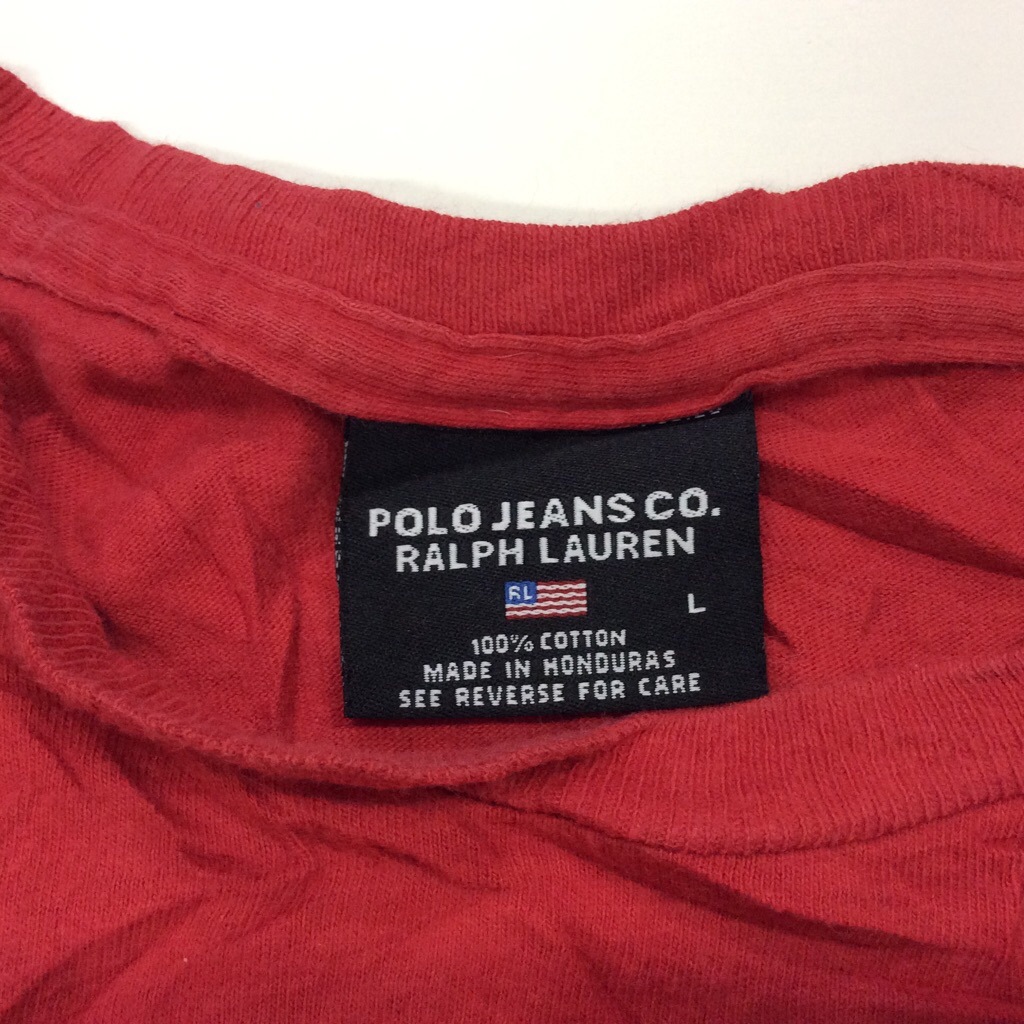 POLO JEANS CO.
RALPH LAUREN
RL
L
100% COTTON
MADE IN HONDURAS
SEE REVERSE FOR CARE